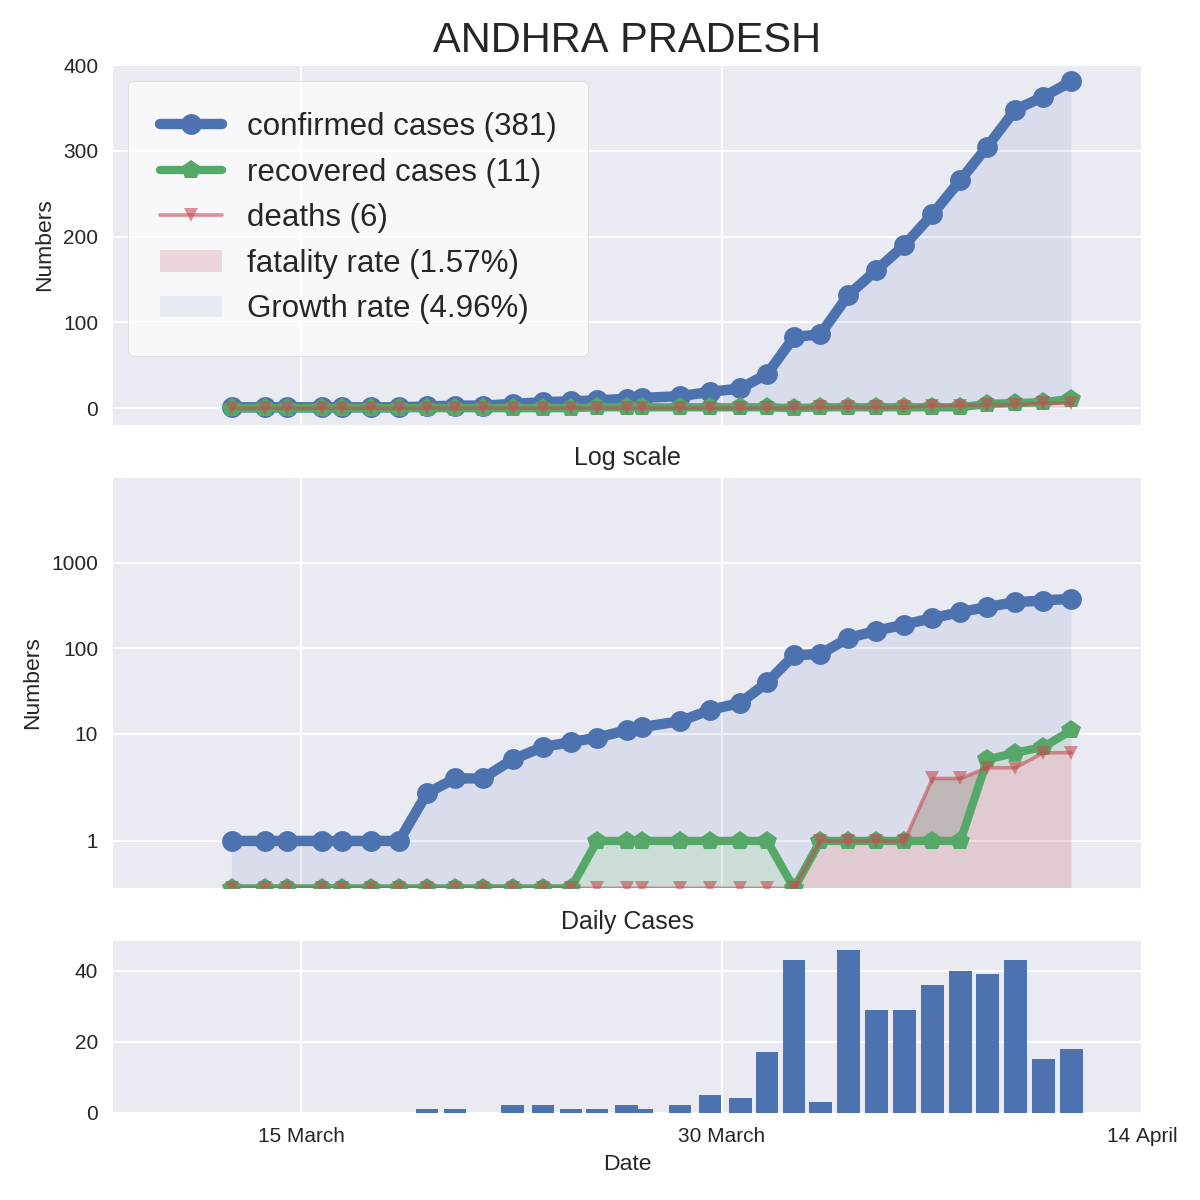 ANDHRA PRADESH
400
300
200
100
0
Numbers
confirmed cases (381)
recovered cases (11)
deaths (6)
fatality rate (1.57%)
Growth rate (4.96%)
Log scale
1000
100
10
1
Numbers
Daily Cases
40
20
0
15 March 30 March 14 April
Date